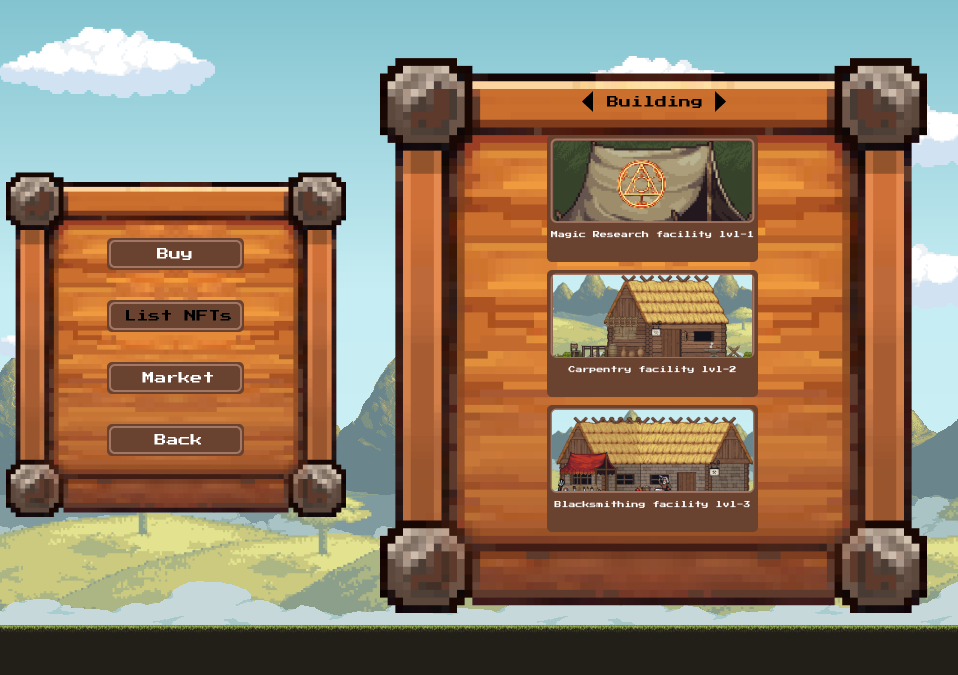 Buy
List NFTs
Market
Back
Building
Magic Research facility lvl-1
Carpentry facility lvl-2
Blacksmithing facility lvl-3